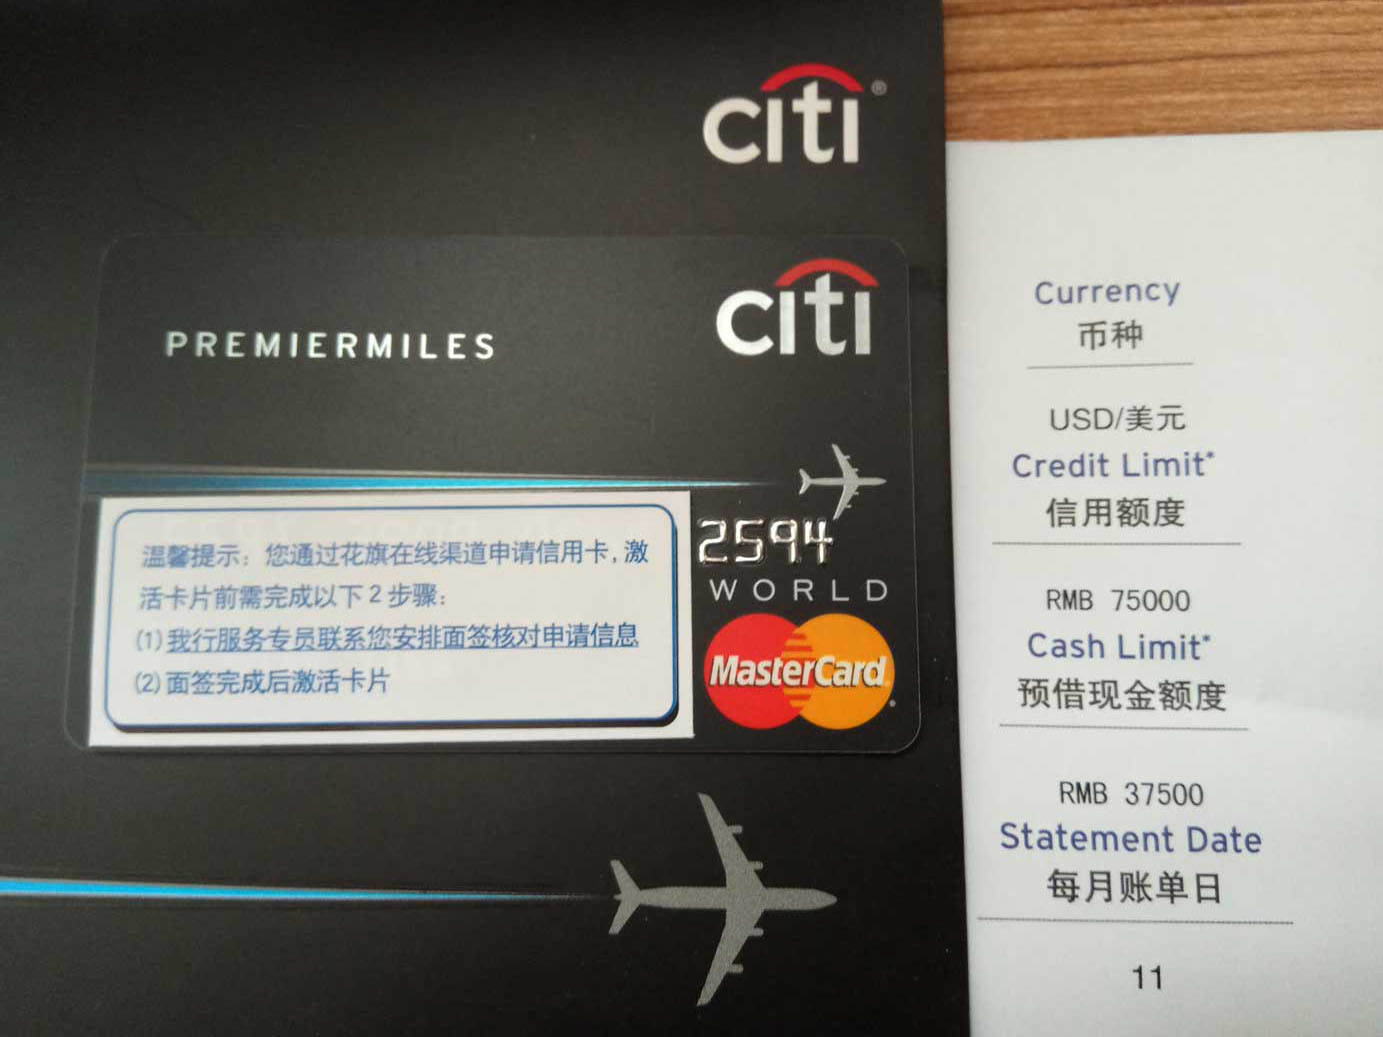 citi®
citi
PREMIERMILES
温馨提示：您通过花旗在线渠道申请信用卡，激
活卡片前需完成以下2步骤：
(1)我行服务专员联系您安排面签核对申请信息
(2)面签完成后激活卡片
2594
WORLD
MasterCard
Currency
币种
USD/美元
Credit Limit*
信用额度
RMB 75000
Cash Limit*
预借现金额度
RMB 37500
Statement Date
每月账单日
11